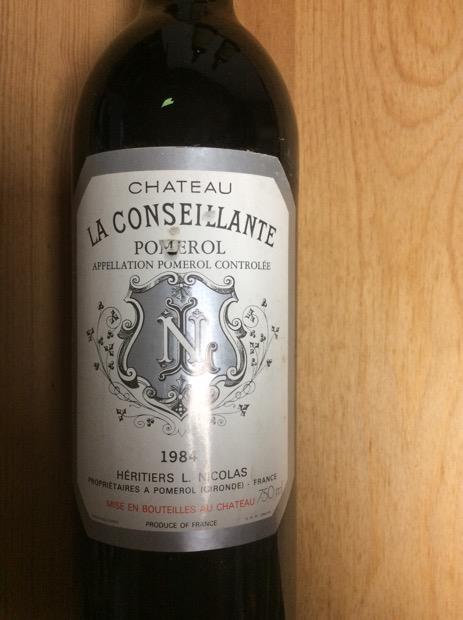 CHATEAU
LA CONSEILLANTE
POMEROL
APPELLATION POMEROL CONTROLÉE
N
1984
HÉRITIERS L. NICOLAS
PROPRIÉTAIRES A POMEROL (GIRONDE) - FRANCE
MISE EN BOUTEILLES AU CHATEAU 750 ml
PRODUCE OF FRANCE